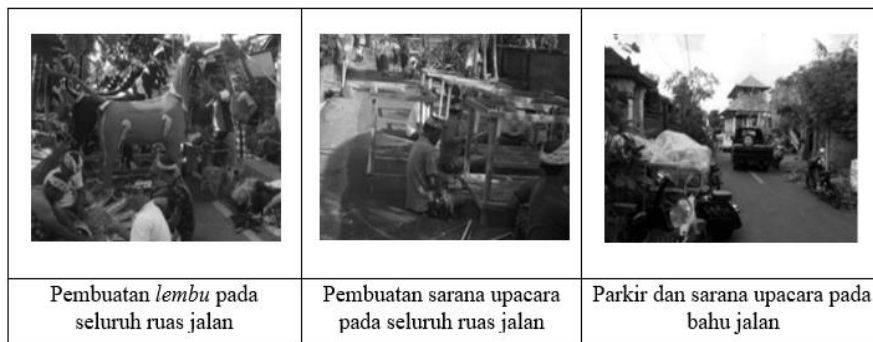 Pembuatan lembu pada
seluruh ruas jalan
Pembuatan sarana upacara
pada seluruh ruas jalan
Parkir dan sarana upacara pada
bahu jalan